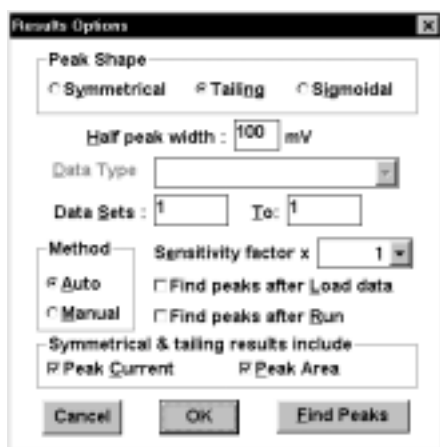 Results Options
Peak Shape
Symmetrical Tailing Sigmoidal
Half peak width : 100 mV
Data Type
Data Sets : 1 To: 1
Method Sensitivity factor x 1
Auto Find peaks after Load data
Manual Find peaks after Run
Symmetrical & tailing results include
Peak Current Peak Area
Cancel OK Find Peaks